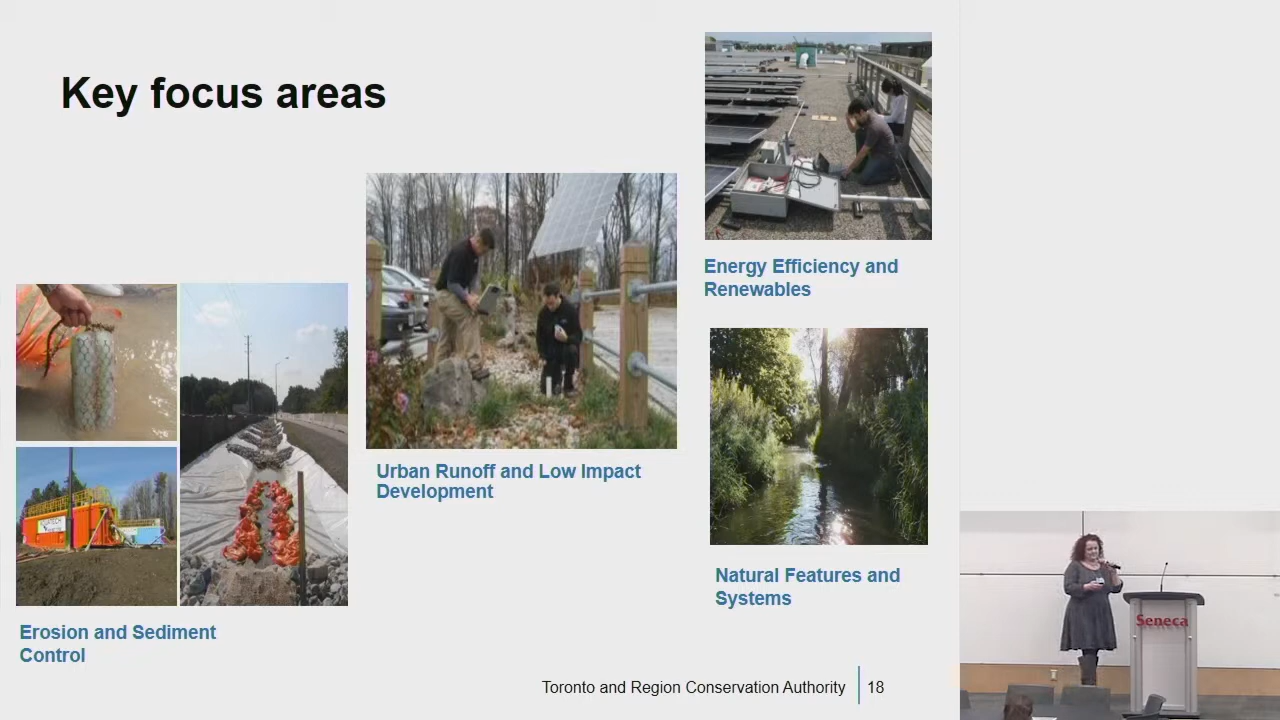 Key focus areas
Energy Efficiency and
Renewables
Urban Runoff and Low Impact
Development
Natural Features and
Systems
Erosion and Sediment
Control
Toronto and Region Conservation Authority
18
Seneca